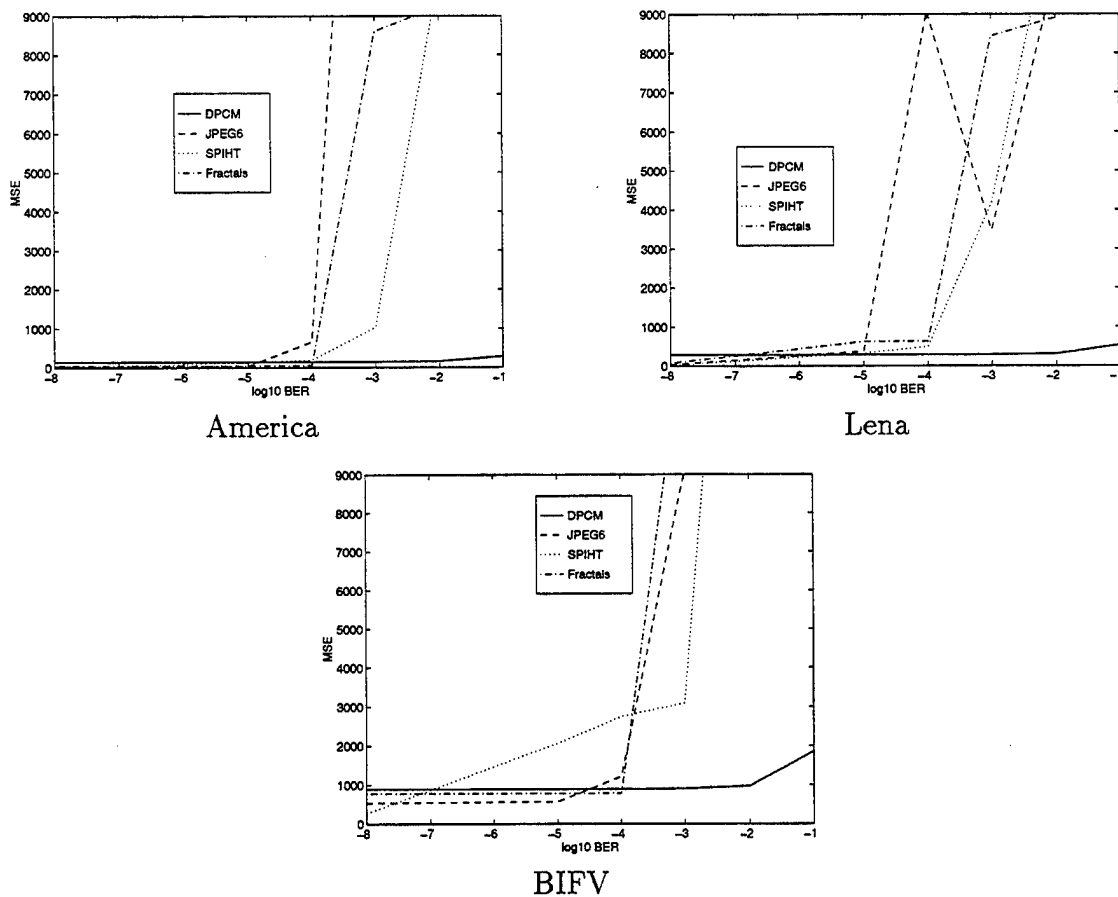 9000
8000
7000
6000
5000
4000
3000
2000
1000
0
MSE
DPCM
JPEG6
SPIHT
Fractals
-8 -7 -6 -5 -4 -3 -2 -1
log10 BER
America
9000
8000
7000
6000
5000
4000
3000
2000
1000
0
MSE
DPCM
JPEG6
SPIHT
Fractals
-8 -7 -6 -5 -4 -3 -2
log10 BER
Lena
9000
8000
7000
6000
5000
4000
3000
2000
1000
0
MSE
DPCM
JPEG6
SPIHT
Fractals
-8 -7 -6 -5 -4 -3 -2 -1
log10 BER
BIFV